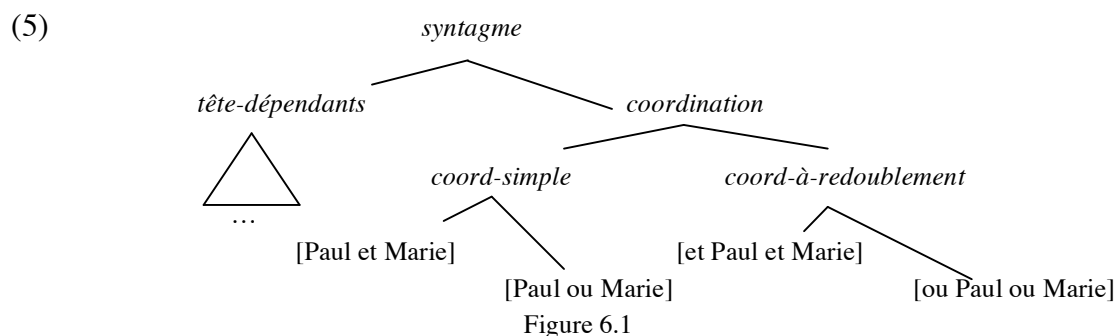 (5)
syntagme
tête-dépendants coordination
coord-simple coord-à-redoublement
…
[Paul et Marie] [et Paul et Marie]
[Paul ou Marie] [ou Paul ou Marie]
Figure 6.1